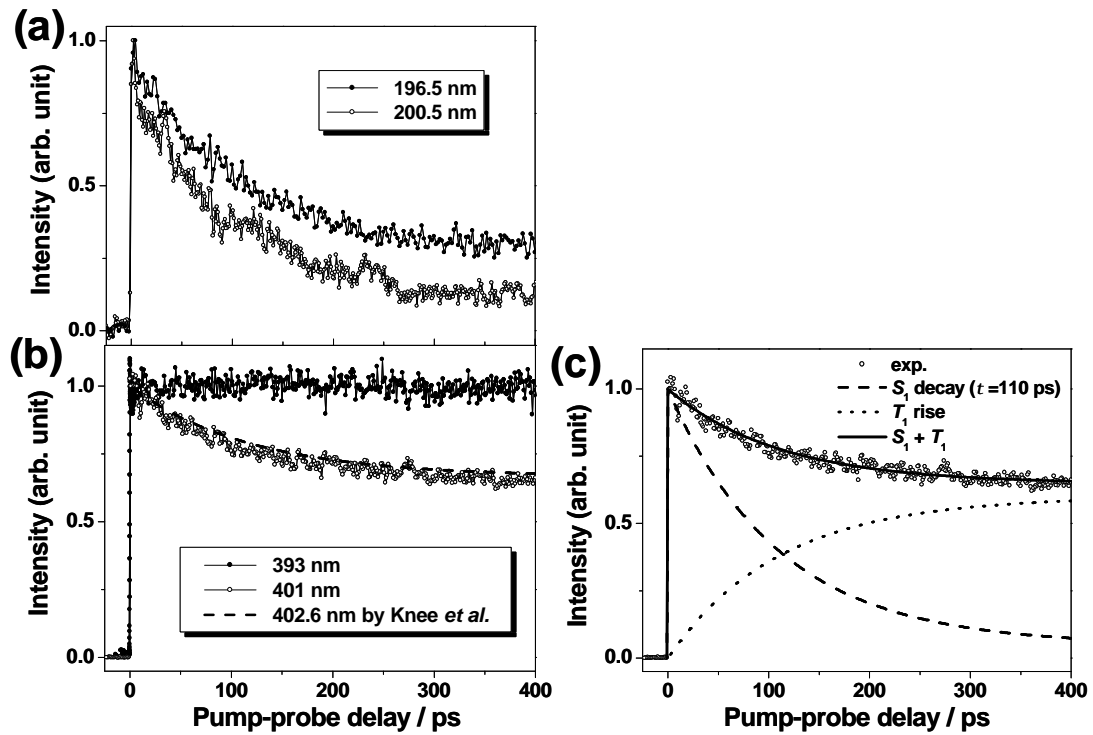 (a)
1.0
0.5
0.0
Intensity (arb. unit)
196.5 nm
200.5 nm
(b)
1.0
0.5
0.0
Intensity (arb. unit)
393 nm
401 nm
402.6 nm by Knee et al.
0 100 200 300 400
Pump-probe delay / ps
(c)
1.0
0.5
0.0
Intensity (arb. unit)
exp.
S1 decay (t =110 ps)
T1 rise
S1 + T1
0 100 200 300 400
Pump-probe delay / ps